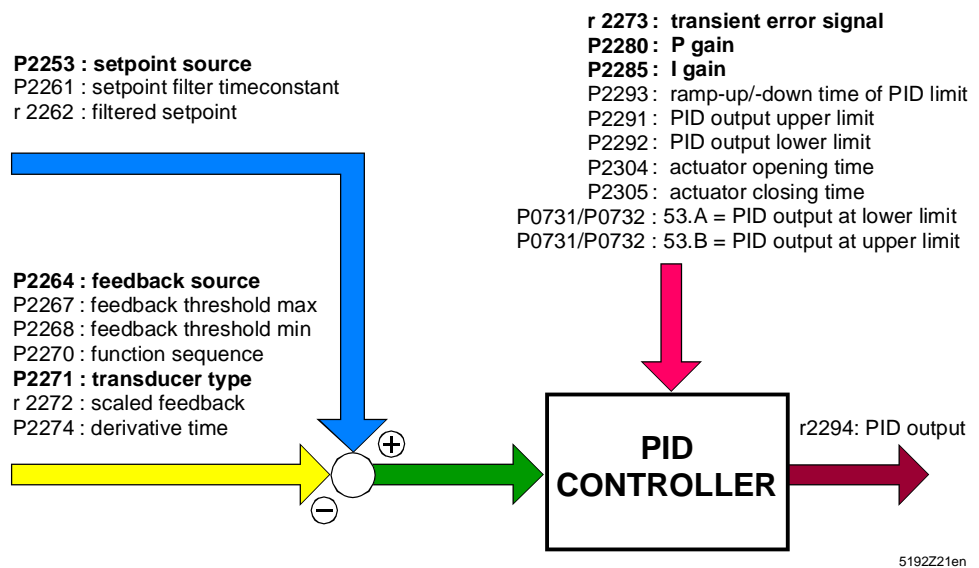 r 2273 : transient error signal
P2280 : P gain
P2285 : I gain
P2293 : ramp-up/-down time of PID limit
P2291 : PID output upper limit
P2292 : PID output lower limit
P2304 : actuator opening time
P2305 : actuator closing time
P0731/P0732 : 53.A = PID output at lower limit
P0731/P0732 : 53.B = PID output at upper limit
P2253 : setpoint source
P2261 : setpoint filter timeconstant
r 2262 : filtered setpoint
P2264 : feedback source
P2267 : feedback threshold max
P2268 : feedback threshold min
P2270 : function sequence
P2271 : transducer type
r 2272 : scaled feedback
P2274 : derivative time
+
−
PID
CONTROLLER
r2294: PID output
5192Z21en